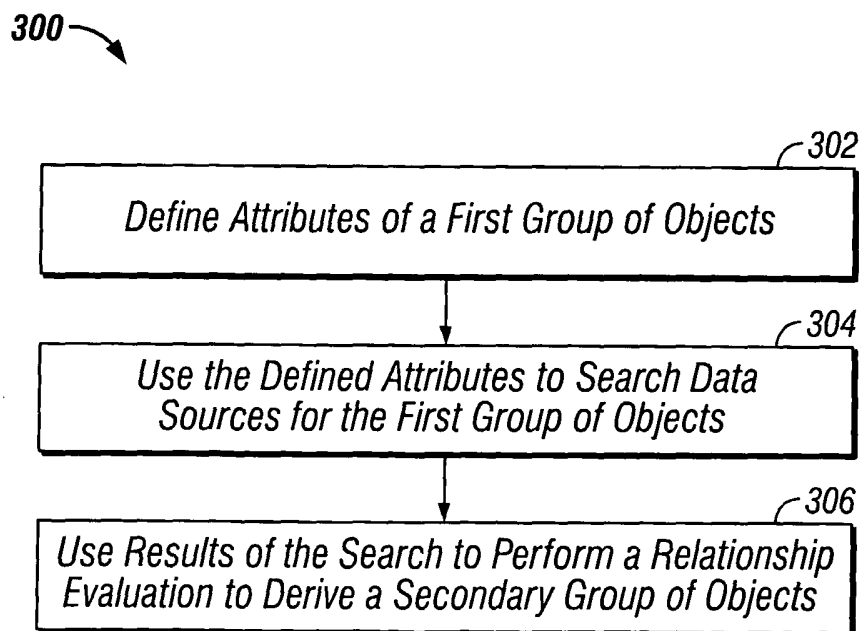 300
302
Define Attributes of a First Group of Objects
304
Use the Defined Attributes to Search Data
Sources for the First Group of Objects
306
Use Results of the Search to Perform a Relationship
Evaluation to Derive a Secondary Group of Objects